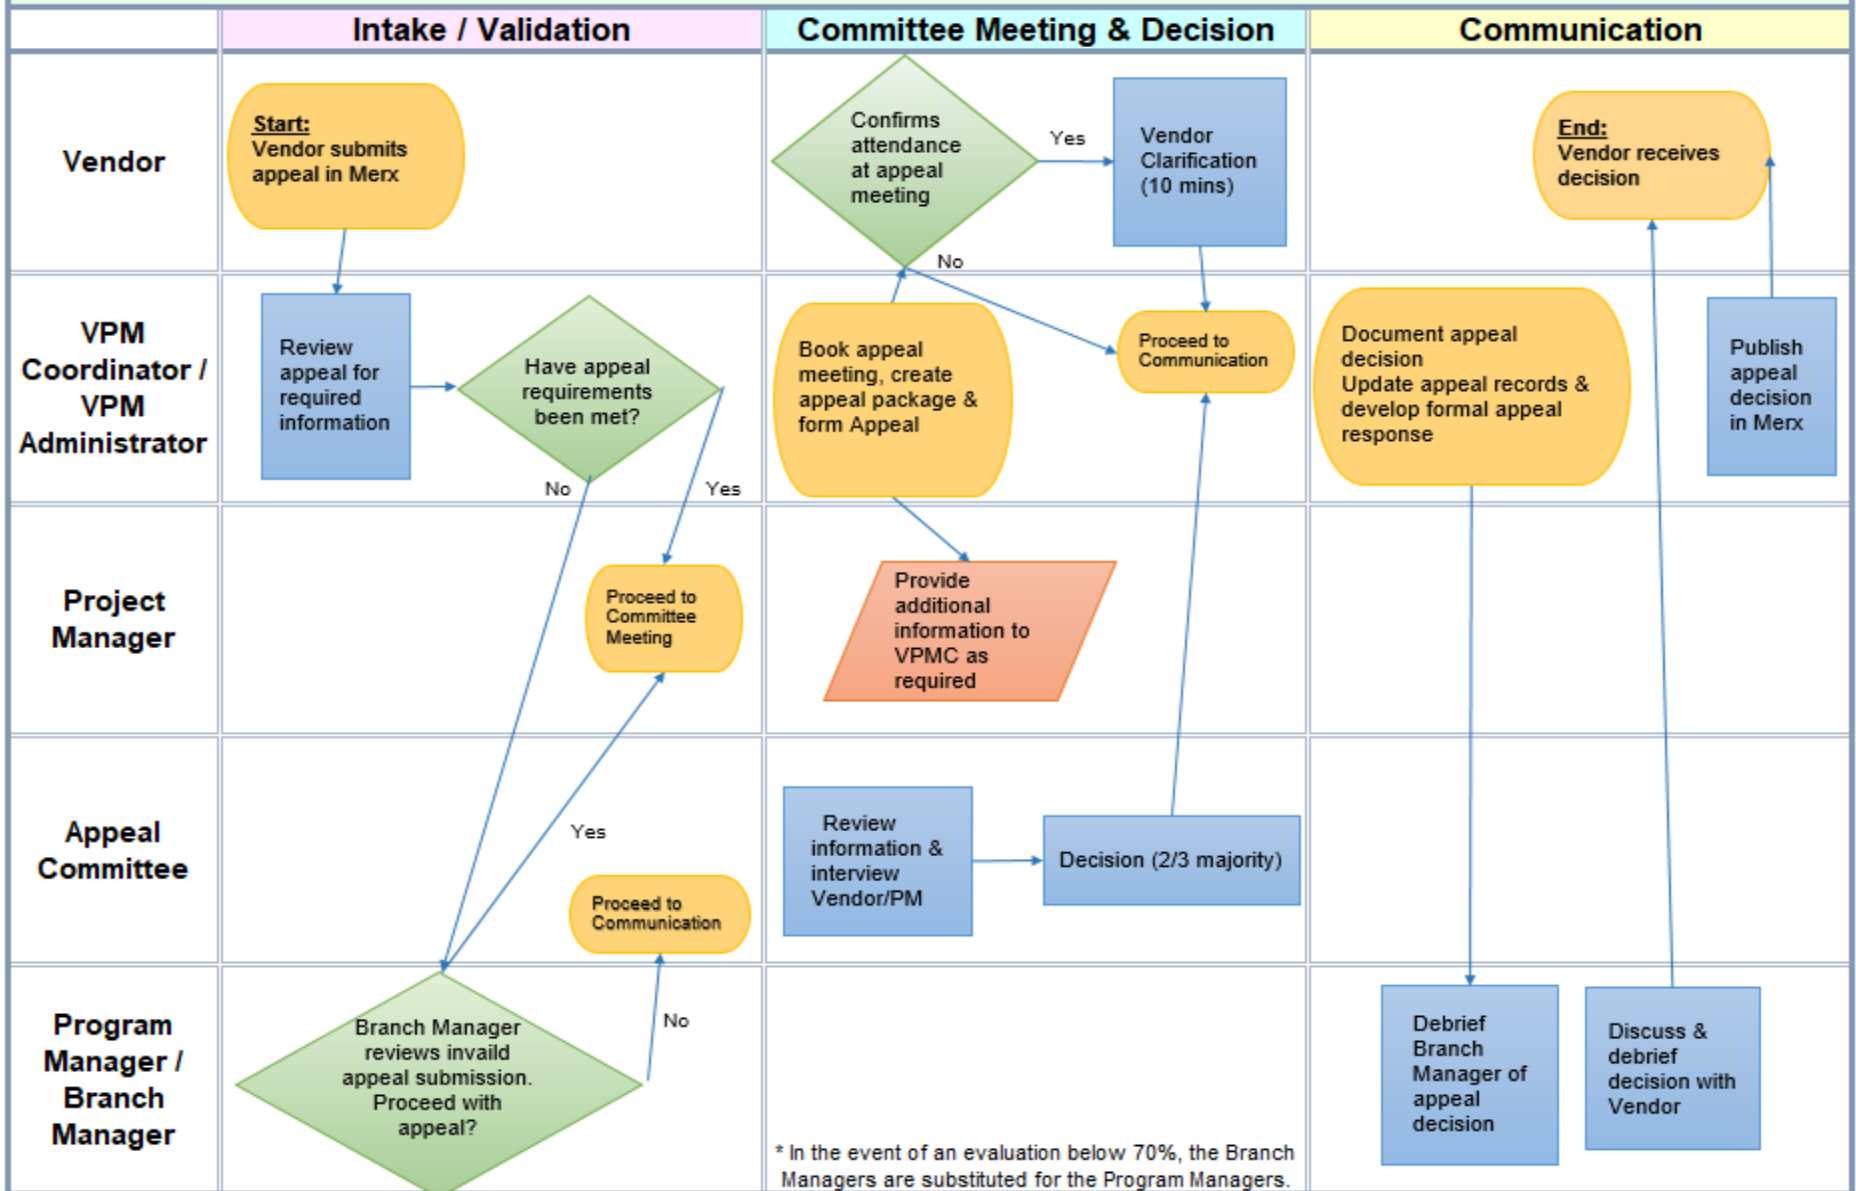 Intake / Validation
Committee Meeting & Decision
Communication
Vendor
Start:
Vendor submits
appeal in Merx
Confirms
attendance
at appeal
meeting
Yes
Vendor
Clarification
(10 mins)
No
End:
Vendor receives
decision
VPM
Coordinator /
VPM
Administrator
Review
appeal for
required
information
Have appeal
requirements
been met?
No
Yes
Book appeal
meeting, create
appeal package &
form Appeal
Proceed to
Communication
Document appeal
decision
Update appeal records &
develop formal appeal
response
Publish
appeal
decision
in Merx
Project
Manager
Proceed to
Committee
Meeting
Provide
additional
information to
VPMC as
required
Appeal
Committee
Yes
Proceed to
Communication
Review
information &
interview
Vendor/PM
Decision (2/3 majority)
Program
Manager /
Branch
Manager
Branch Manager
reviews invaild
appeal submission.
Proceed with
appeal?
No
* In the event of an evaluation below 70%, the Branch
Managers are substituted for the Program Managers.
Debrief
Branch
Manager of
appeal
decision
Discuss &
debrief
decision with
Vendor